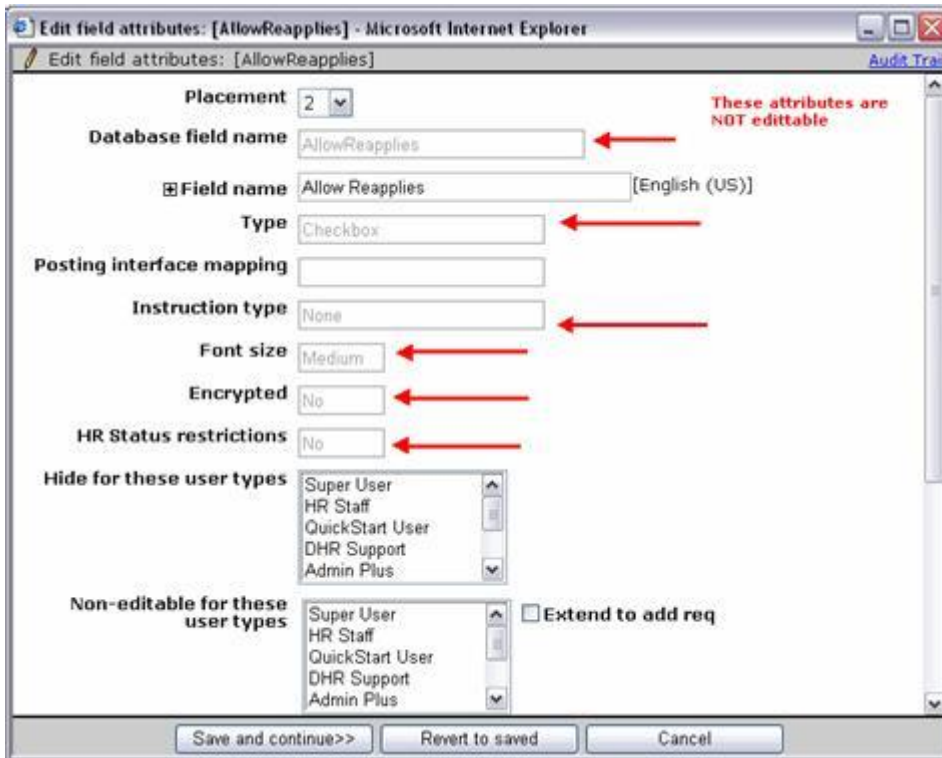 Edit field attributes: [AllowReapplies] - Microsoft Internet Explorer
Edit field attributes: [AllowReapplies] Audit Trai
Placement 2 These attributes are
NOT edittable
Database field name AllowReapplies
Field name Allow Reapplies [English (US)]
Type Checkbox
Posting interface mapping
Instruction type None
Font size Medium
Encrypted No
HR Status restrictions No
Hide for these user types Super User
HR Staff
QuickStart User
DHR Support
Admin Plus
Non-editable for these Super User Extend to add req
user types HR Staff
QuickStart User
DHR Support
Admin Plus
Save and continue>> Revert to saved Cancel